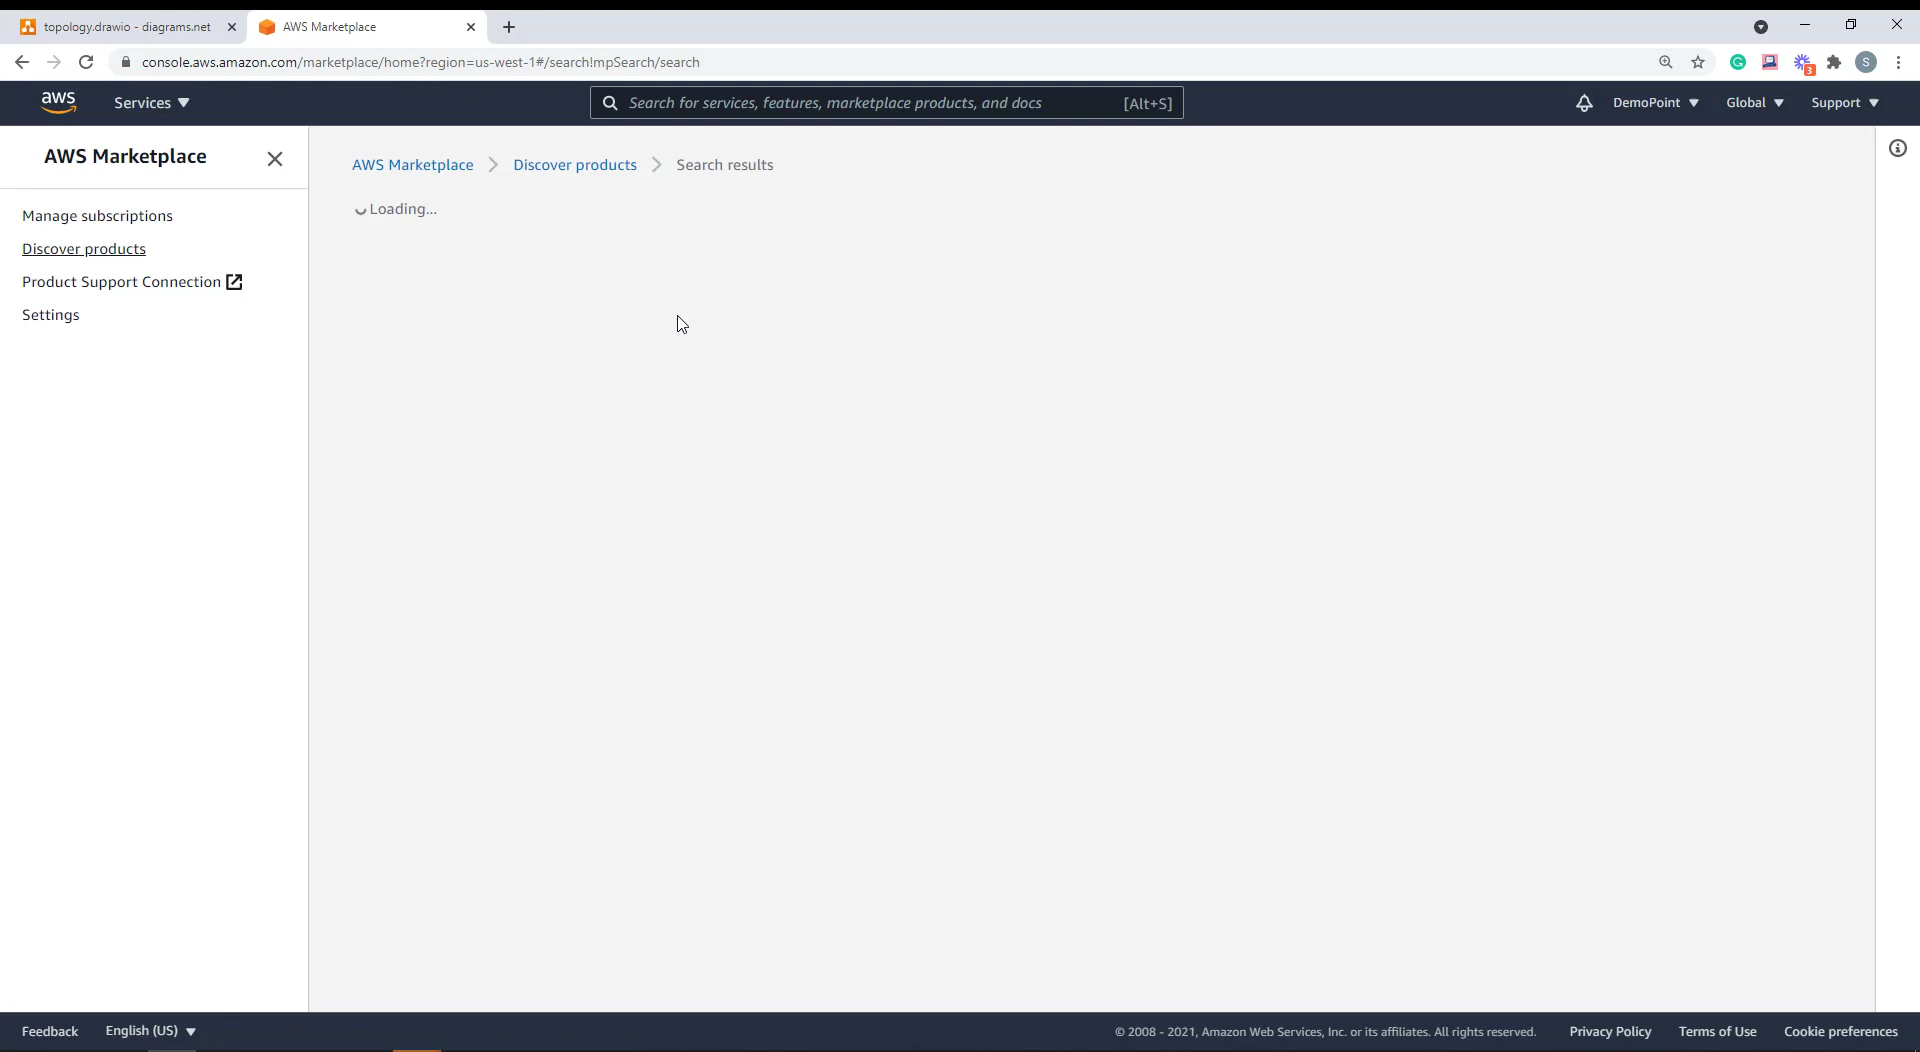 topology.drawio - diagrams.net
AWS Marketplace
console.aws.amazon.com/marketplace/home?region=us-west-1#/search!mpSearch/search
G
3
S
aws
Services
Search for services, features, marketplace products, and docs
[Alt+S]
DemoPoint
Global
Support
AWS Marketplace
Manage subscriptions
Discover products
Product Support Connection
Settings
AWS Marketplace
Discover products
Search results
Loading...
Feedback
English (US)
© 2008 - 2021, Amazon Web Services, Inc. or its affiliates. All rights reserved.
Privacy Policy
Terms of Use
Cookie preferences